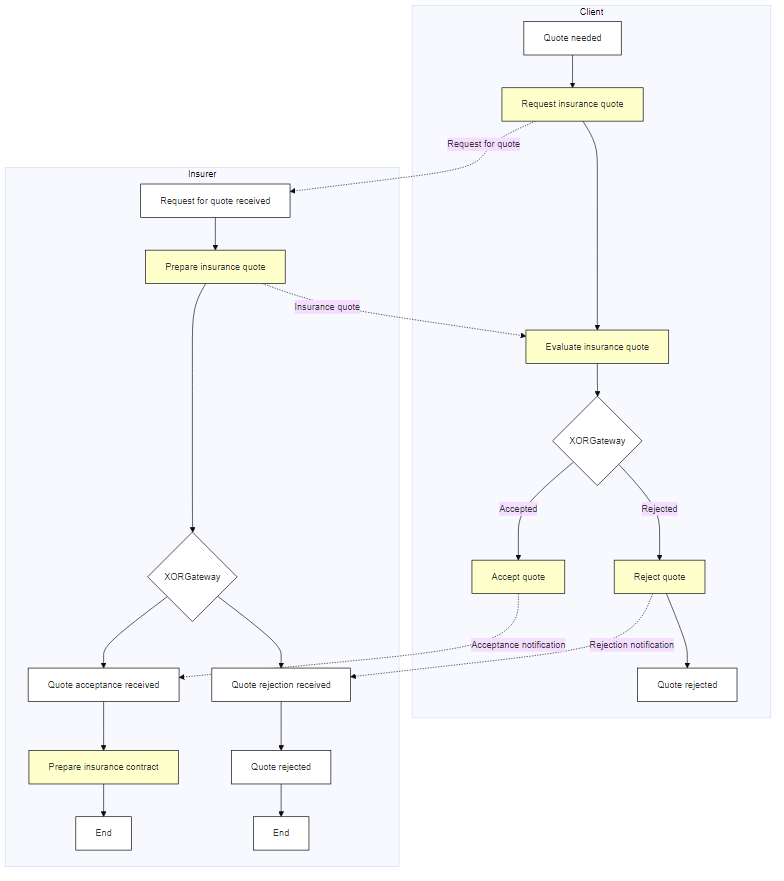 Client
Quote needed
Request insurance quote
Request for quote
Insurer
Request for quote received
Prepare insurance quote
Insurance quote
Evaluate insurance quote
XORGateway
Accepted
Rejected
XORGateway
Accept quote
Reject quote
Acceptance notification
Rejection notification
Quote acceptance received
Quote rejection received
Quote rejected
Prepare insurance contract
Quote rejected
End
End